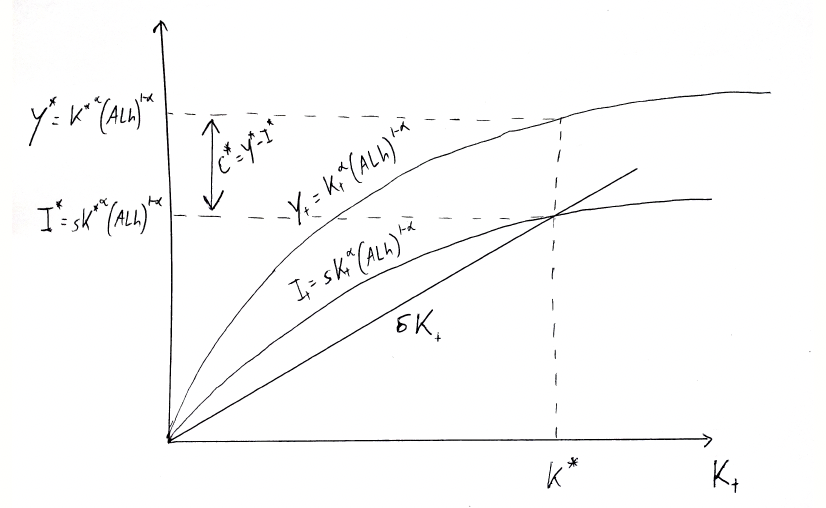 Y* = K*^α (ALh)^1-α
C* = Y* - I*
Y_t = K_t^α (ALh)^1-α
I* = sK*^α (ALh)^1-α
I_t = sK_t^α (ALh)^1-α
δK_t
K*
K_t